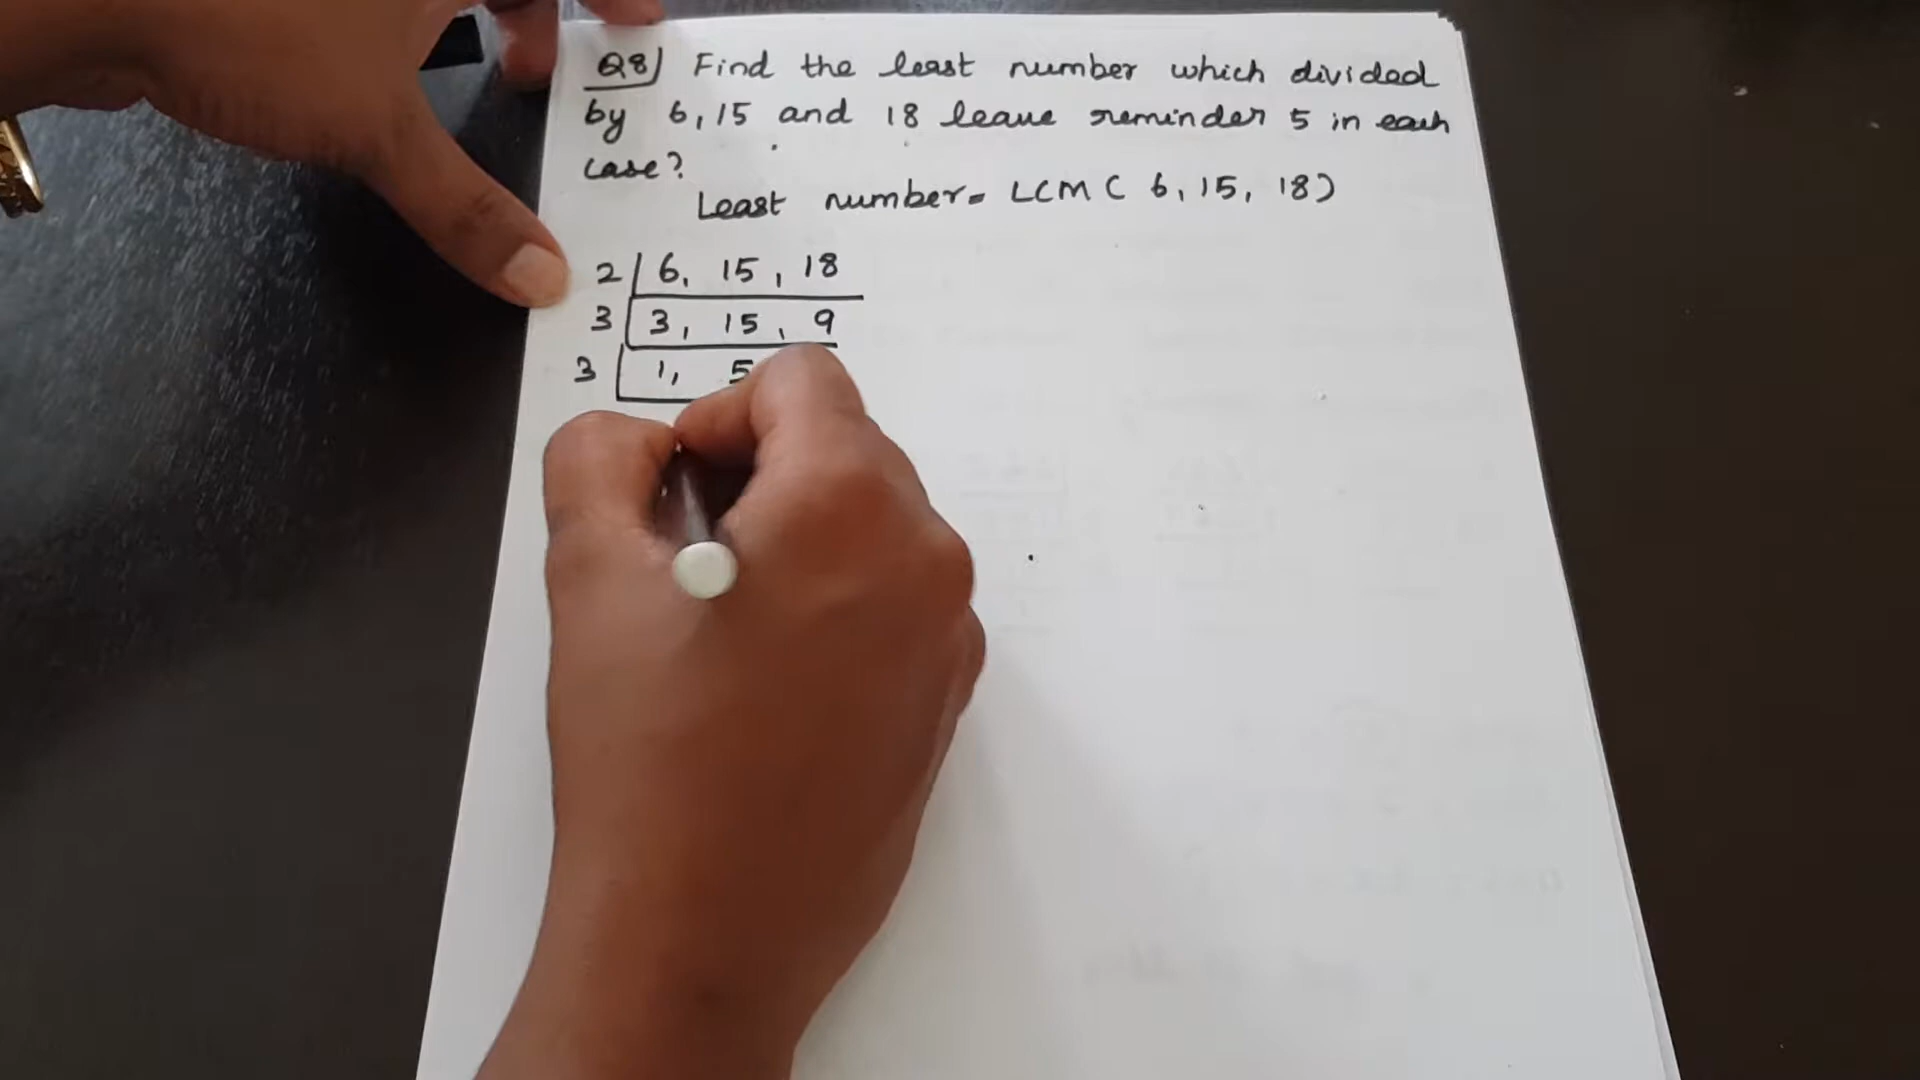 Q8) Find the least number which divided
by 6, 15 and 18 leave reminder 5 in each
case?
Least number = LCM ( 6, 15, 18)
2 | 6, 15, 18
3 | 3, 15, 9
3 | 1, 5